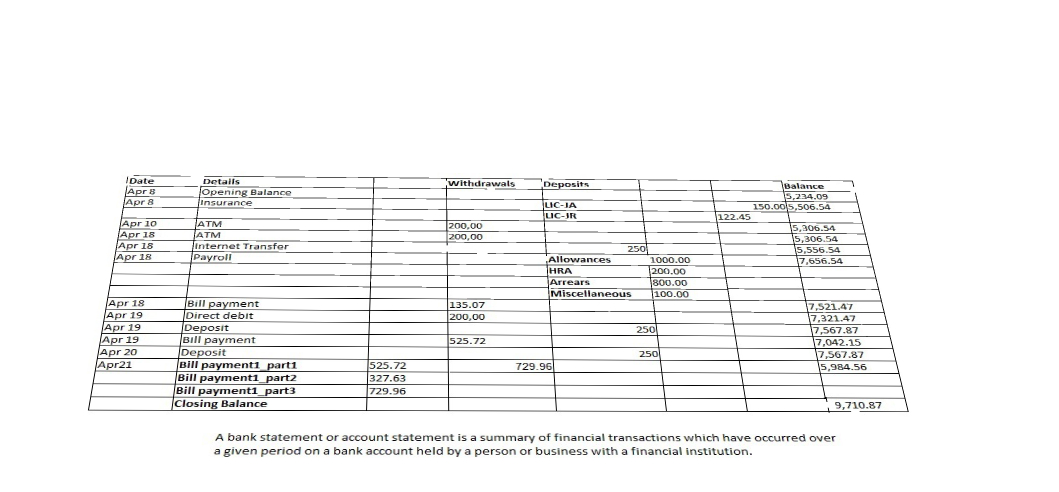 Date Details Withdrawals Deposits Balance
Apr 8 Opening Balance 5,234.09
Apr 8 Insurance LIC-JA 150.00 5,506.54
LIC-JR 122.45
Apr 10 ATM 200,00 5,306.54
Apr 18 ATM 200,00 5,306.54
Apr 18 Internet Transfer 250 5,556.54
Apr 18 Payroll Allowances 1000.00 7,656.54
HRA 200.00
Arrears 800.00
Miscellaneous 100.00
Apr 18 Bill payment 135.07 7,521.47
Apr 19 Direct debit 200,00 7,321.47
Apr 19 Deposit 250 7,567.87
Apr 19 Bill payment 525.72 7,042.15
Apr 20 Deposit 250 7,567.87
Apr21 Bill payment1_part1 525.72 729.96 5,984.56
Bill payment1_part2 327.63
Bill payment1_part3 729.96
Closing Balance 9,710.87
A bank statement or account statement is a summary of financial transactions which have occurred over
a given period on a bank account held by a person or business with a financial institution.